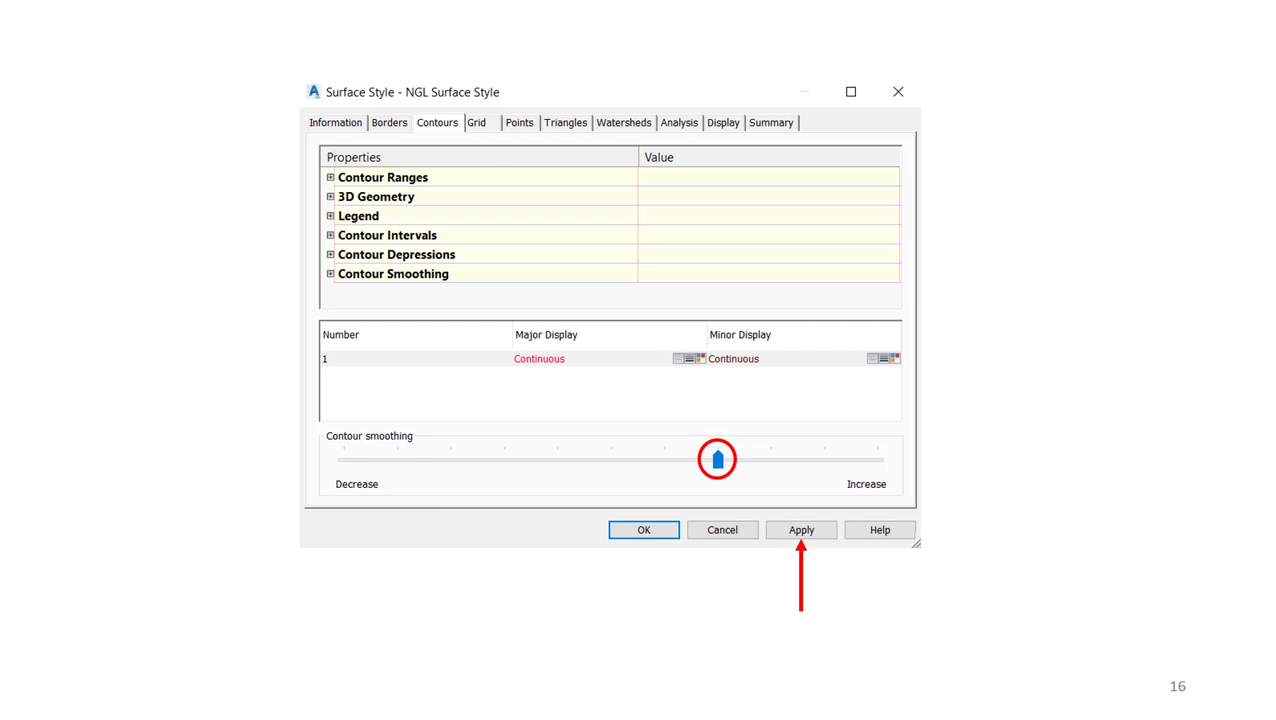 Surface Style - NGL Surface Style
Information Borders Contours Grid Points Triangles Watersheds Analysis Display Summary
Properties Value
Contour Ranges
3D Geometry
Legend
Contour Intervals
Contour Depressions
Contour Smoothing
Number Major Display Minor Display
1 Continuous Continuous
Contour smoothing
Decrease Increase
OK Cancel Apply Help
16